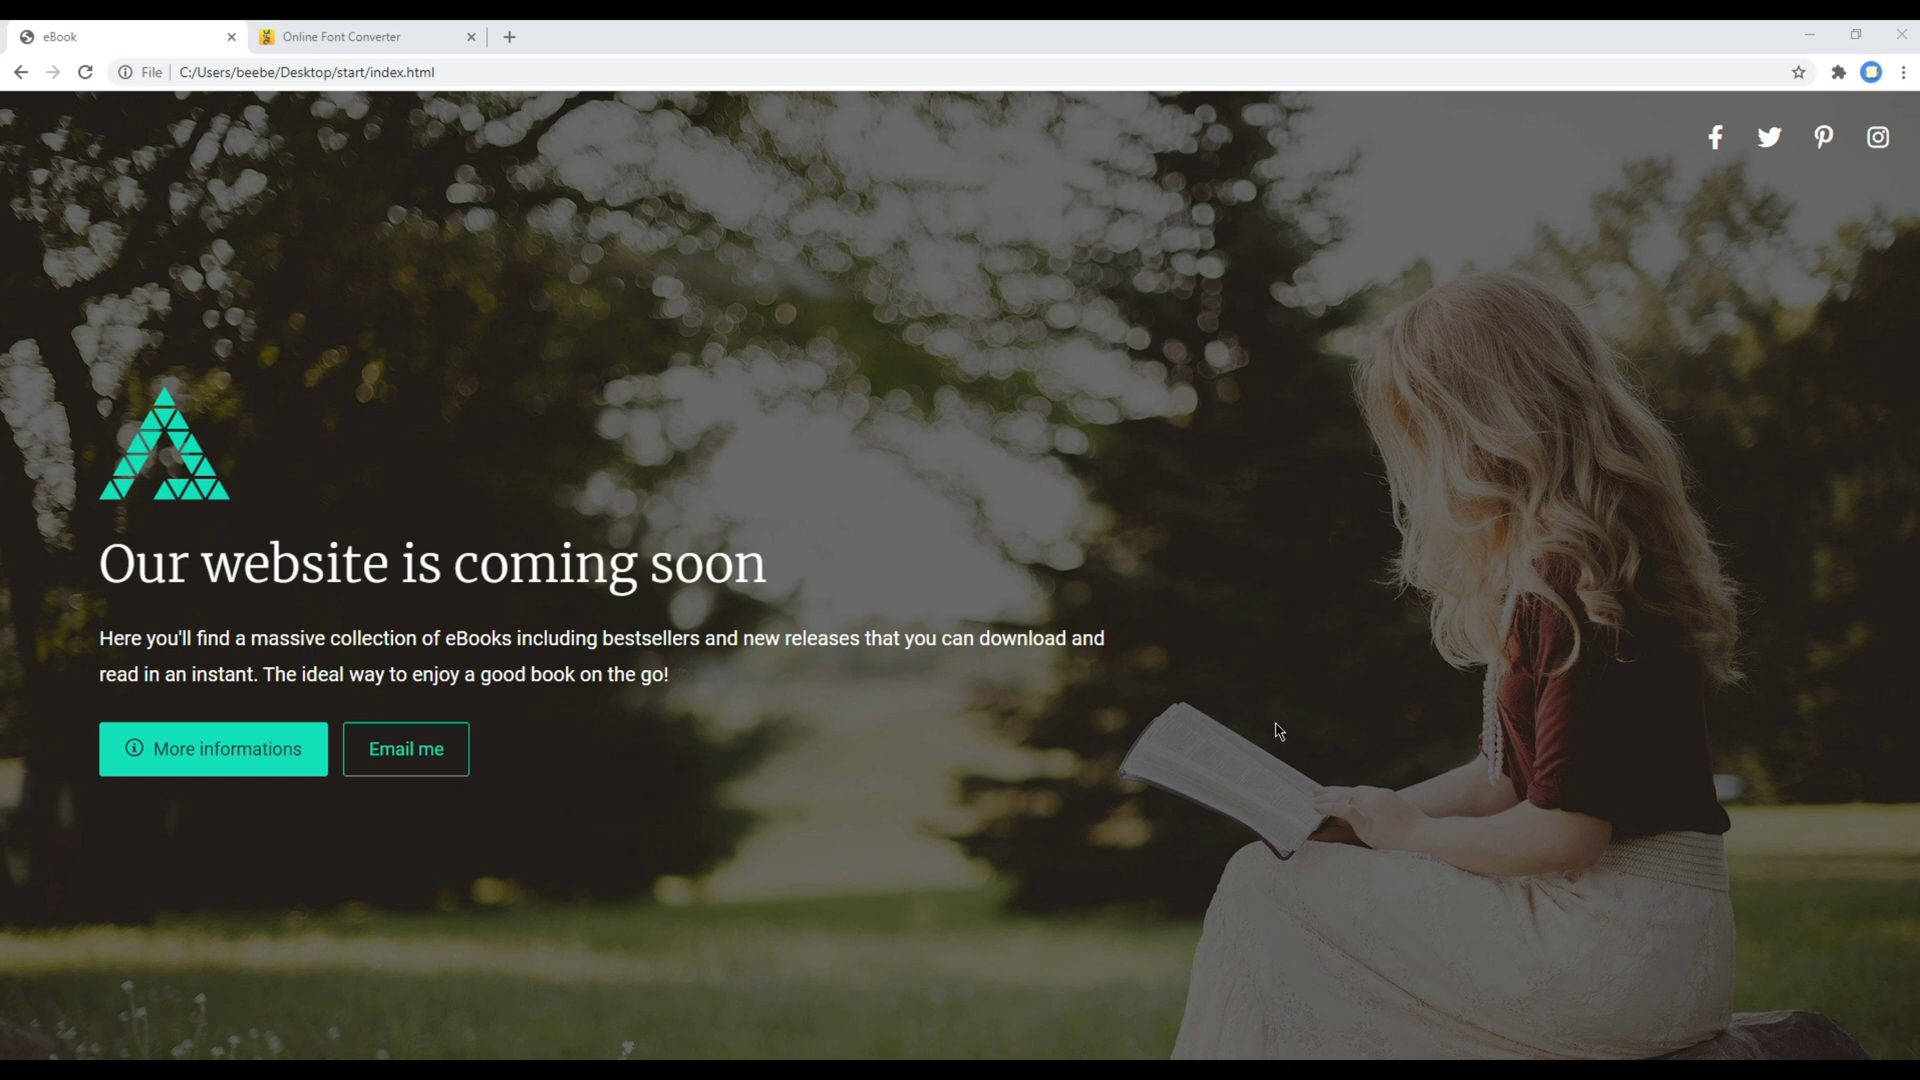 eBook
Online Font Converter
File
C:/Users/beebe/Desktop/start/index.html
Our website is coming soon
Here you'll find a massive collection of eBooks including bestsellers and new releases that you can download and
read in an instant. The ideal way to enjoy a good book on the go!
More informations
Email me